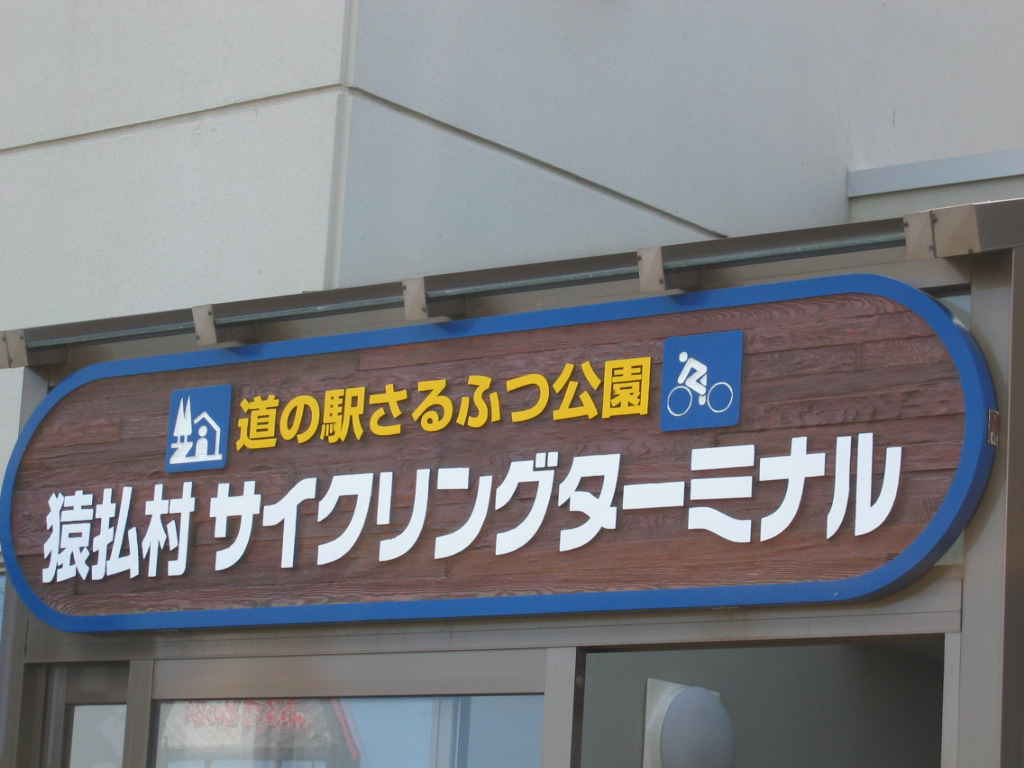 道の駅さるふつ公園
猿払村 サイクリングターミナル